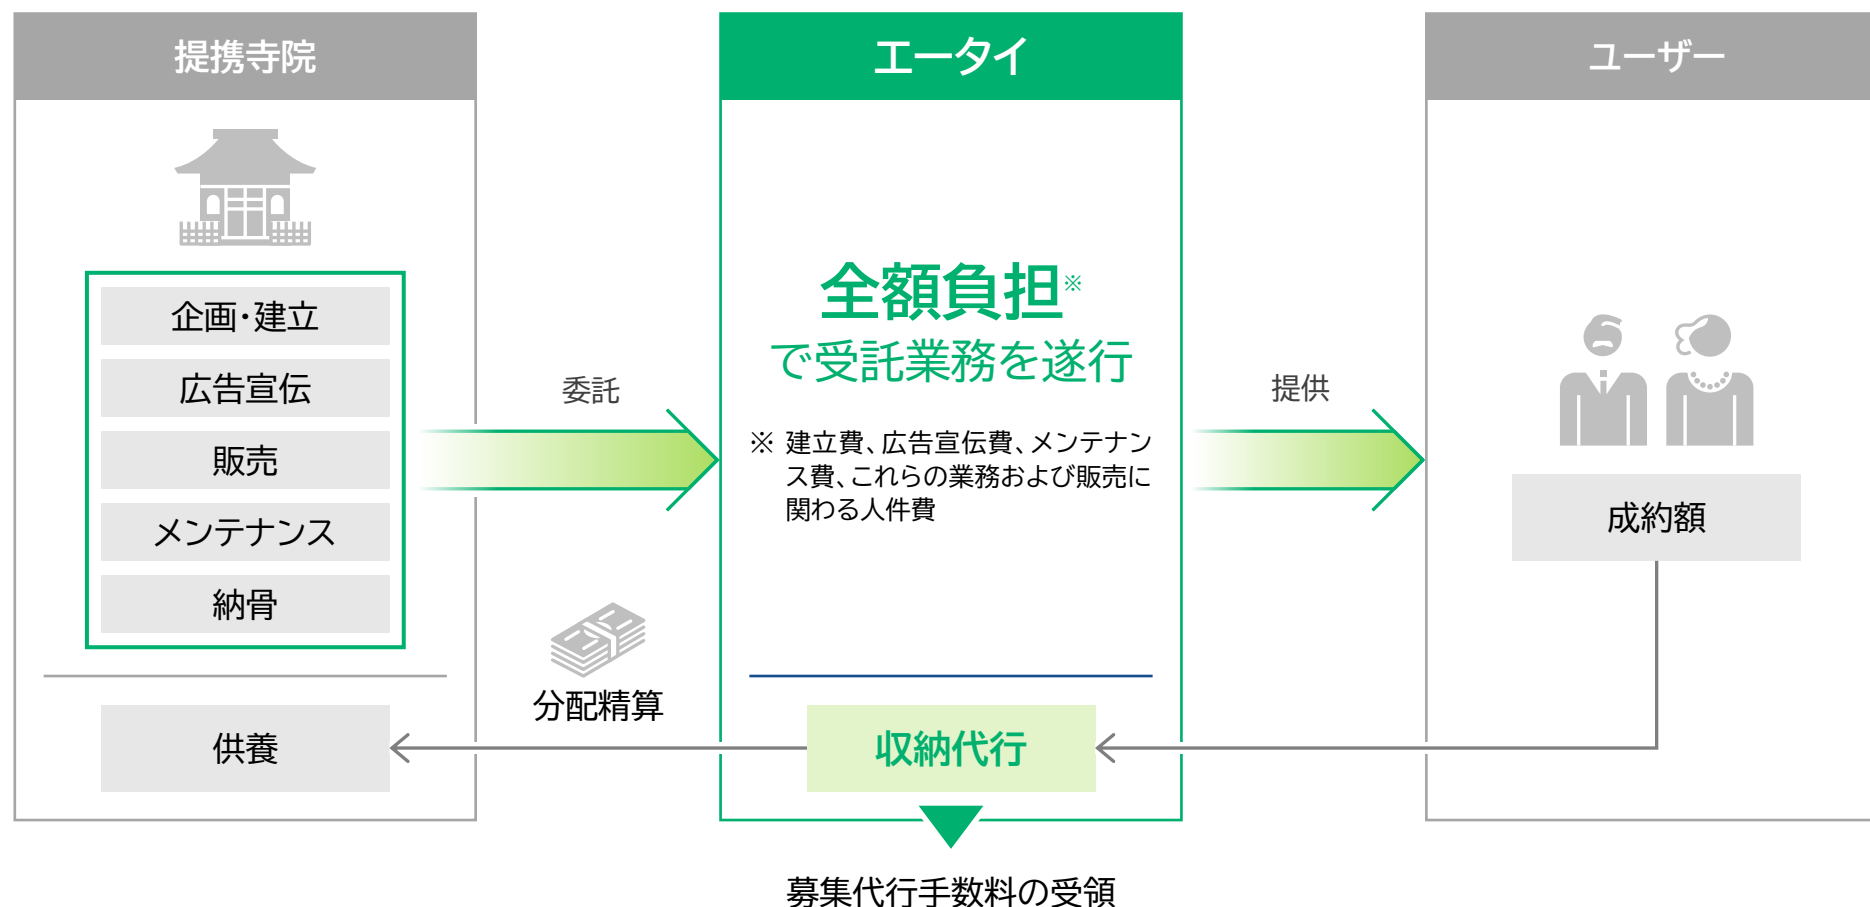 提携寺院
企画・建立
広告宣伝
販売
メンテナンス
納骨
供養
委託
分配精算
エータイ
全額負担※
で受託業務を遂行
※ 建立費、広告宣伝費、メンテナン
ス費、これらの業務および販売に
関わる人件費
収納代行
募集代行手数料の受領
提供
ユーザー
成約額